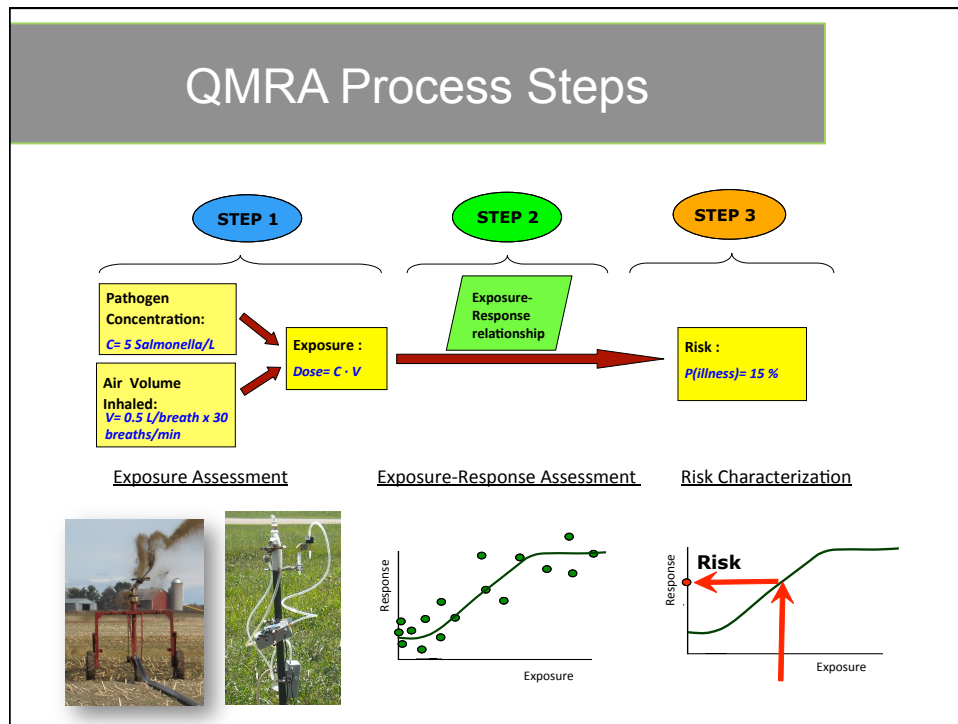 QMRA Process Steps
STEP 1
STEP 2
STEP 3
Pathogen
Concentration:
C= 5 Salmonella/L
Air Volume
Inhaled:
V= 0.5 L/breath x 30
breaths/min
Exposure :
Dose= C · V
Exposure-
Response
relationship
Risk :
P(illness)= 15 %
Exposure Assessment
Exposure-Response Assessment
Risk Characterization
Response
Exposure
Response
Risk
Exposure